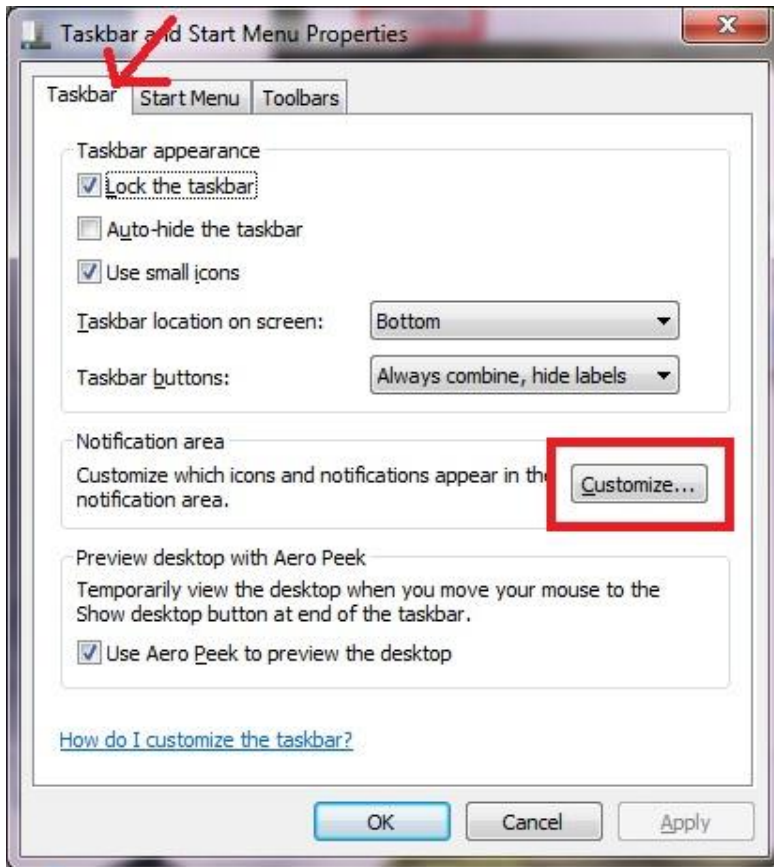 Taskbar and Start Menu Properties
Taskbar Start Menu Toolbars
Taskbar appearance
Lock the taskbar
Auto-hide the taskbar
Use small icons
Taskbar location on screen: Bottom
Taskbar buttons: Always combine, hide labels
Notification area
Customize which icons and notifications appear in the
notification area.
Customize...
Preview desktop with Aero Peek
Temporarily view the desktop when you move your mouse to the
Show desktop button at end of the taskbar.
Use Aero Peek to preview the desktop
How do I customize the taskbar?
OK Cancel Apply